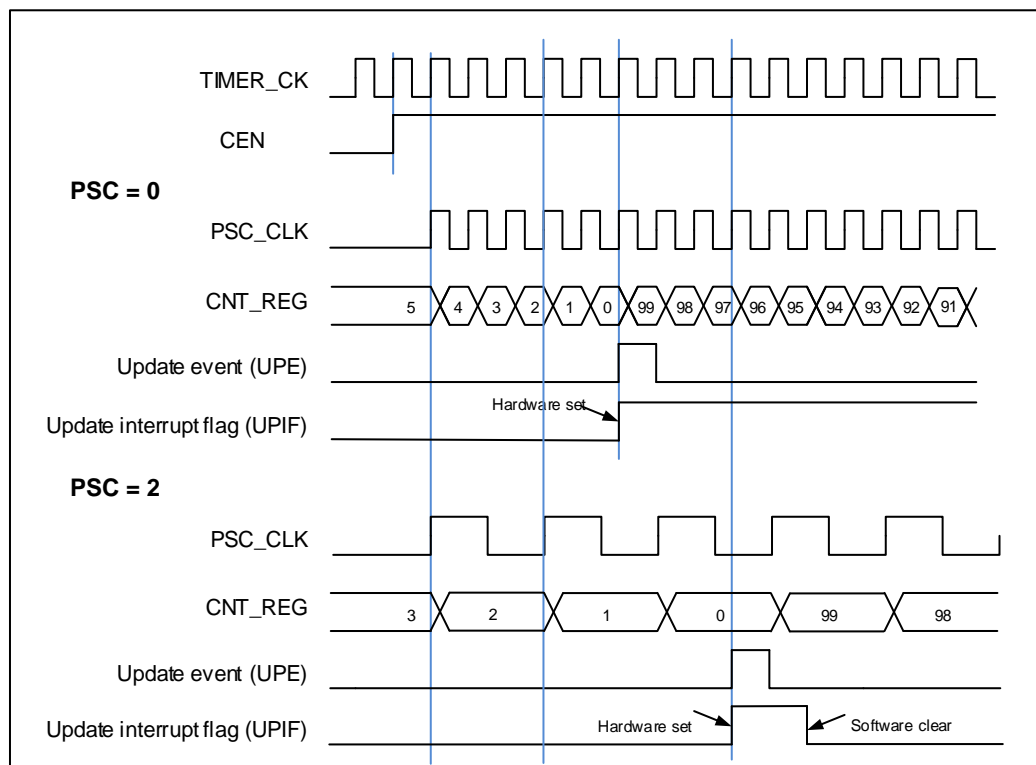 TIMER_CK
CEN
PSC = 0
PSC_CLK
CNT_REG 5 4 3 2 1 0 99 98 97 96 95 94 93 92 91
Update event (UPE)
Hardware set
Update interrupt flag (UPIF)
PSC = 2
PSC_CLK
CNT_REG 3 2 1 0 99 98
Update event (UPE)
Update interrupt flag (UPIF) Hardware set Software clear